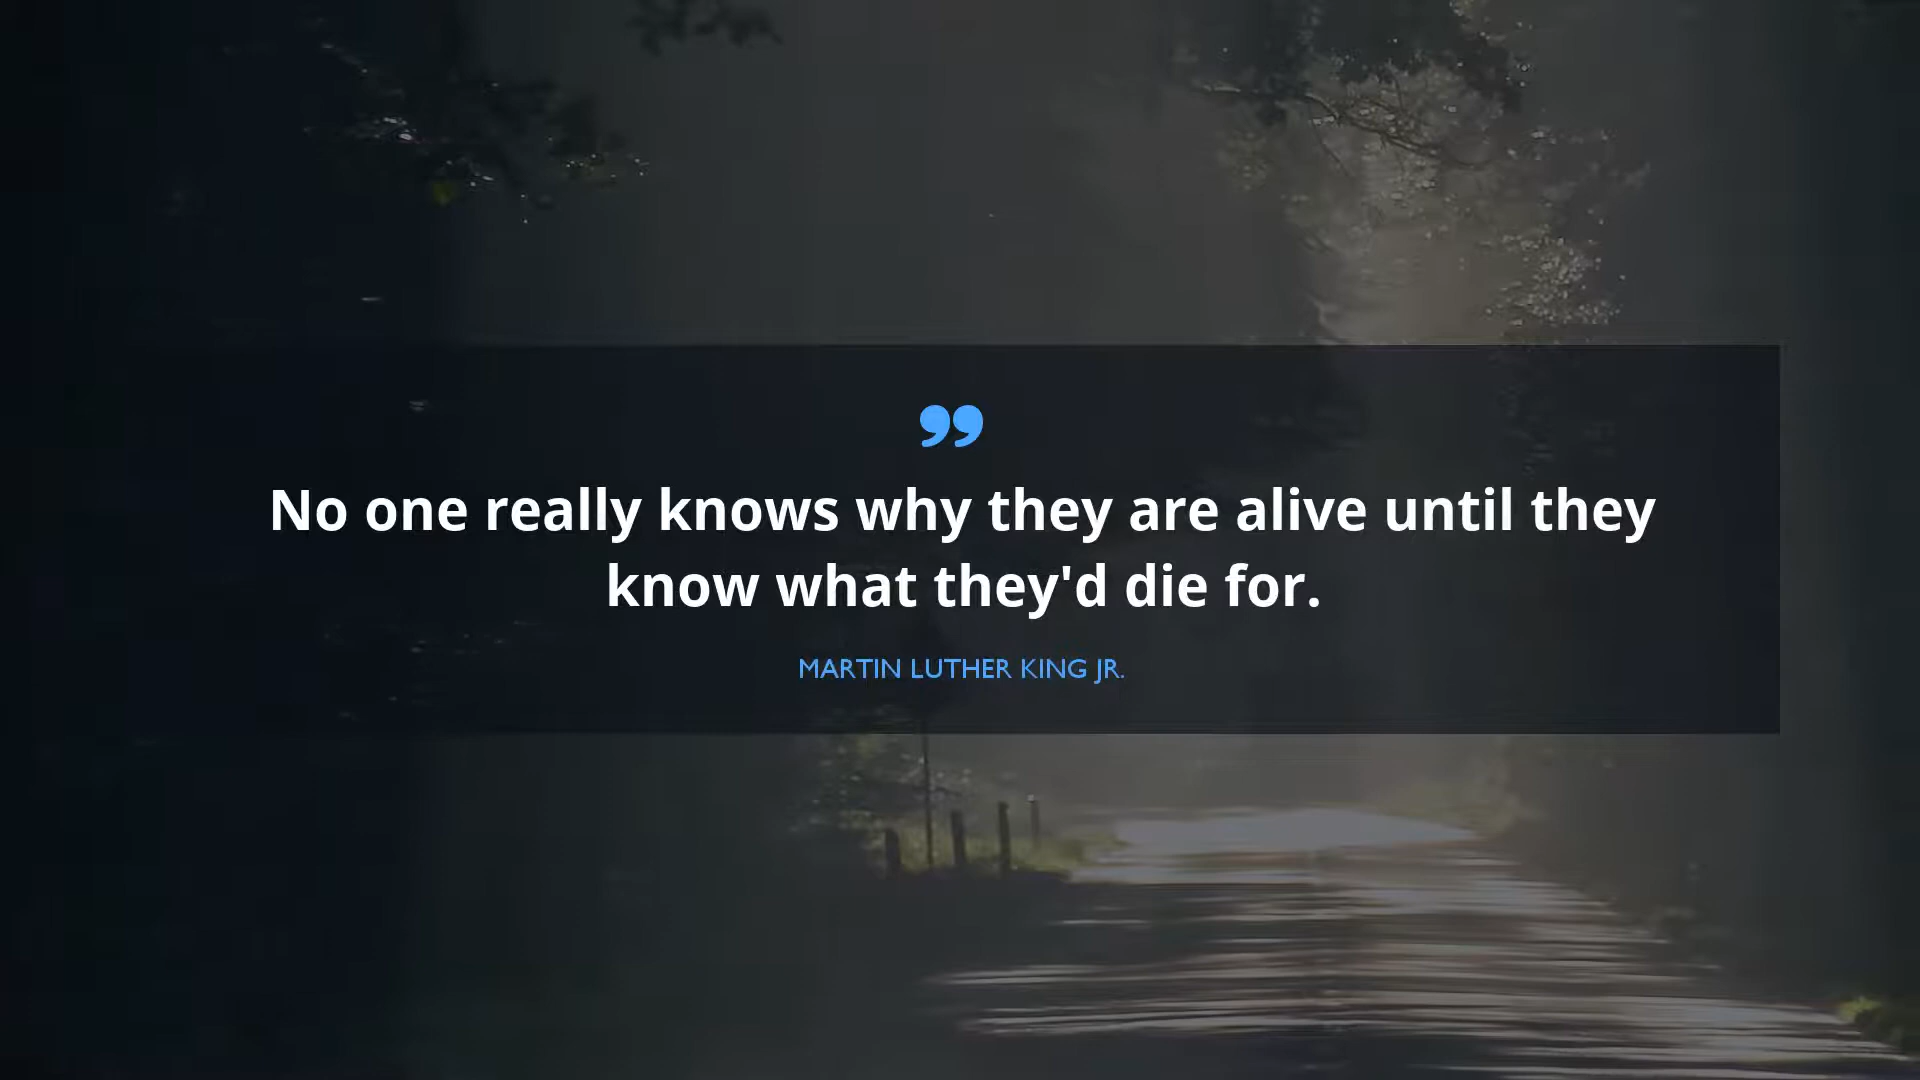 ”
No one really knows why they are alive until they
know what they'd die for.
MARTIN LUTHER KING JR.